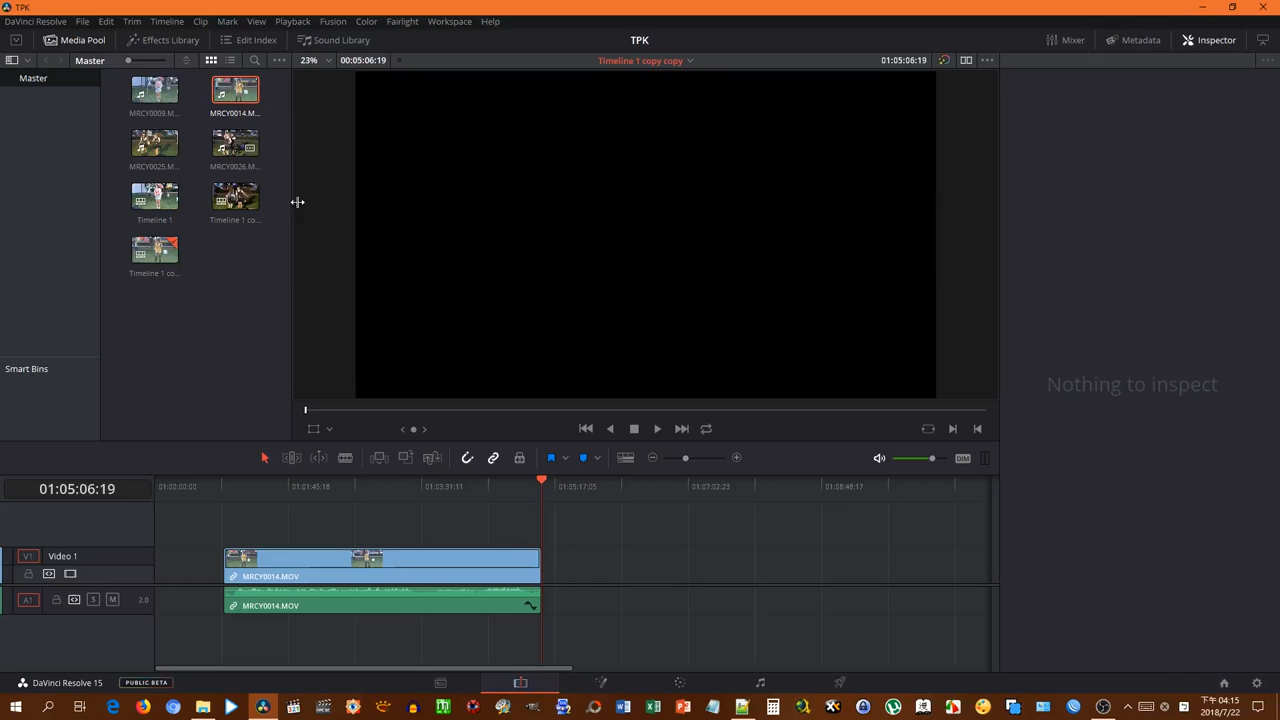 TPK
DaVinci Resolve File Edit Trim Timeline Clip Mark View Playback Fusion Color Fairlight Workspace Help
Media Pool Effects Library Edit Index Sound Library TPK Mixer Metadata Inspector
Master 23% 00:05:06:19 Timeline 1 copy copy 01:05:06:19
Master
MRCY0009.M... MRCY0014.M...
MRCY0025.M... MRCY0026.M...
Timeline 1 Timeline 1 co...
Timeline 1 co...
Smart Bins
Nothing to inspect
DIM
01:05:06:19 01:00:00:00 01:01:45:18 01:03:31:11 01:05:17:05 01:07:02:23 01:08:48:17
V1 Video 1
MRCY0014.MOV
A1 S M 2.0
MRCY0014.MOV
DaVinci Resolve 15 PUBLIC BETA
下午 04:15
2018/7/22